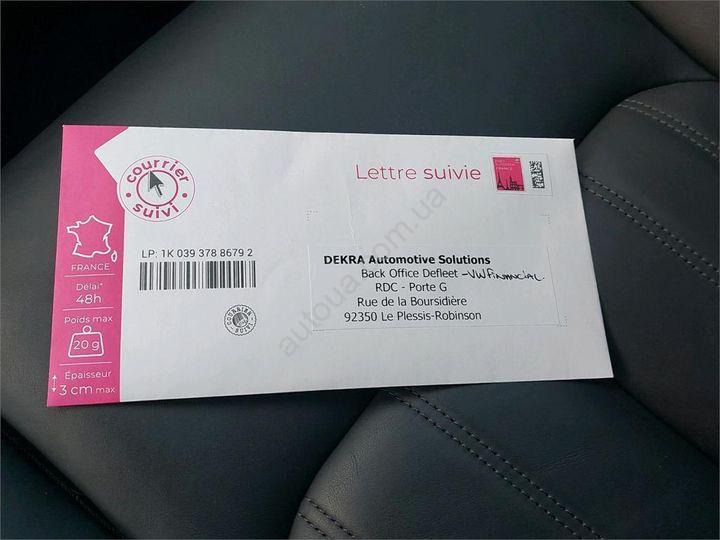 courrier
suivi
Lettre suivie
FRANCE
Délai*
48h
Poids max
20 g
Épaisseur
3 cm max
LP: 1K 039 378 8679 2
DEKRA Automotive Solutions
Back Office Defleet -VWFinancial.
RDC - Porte G
Rue de la Boursidière
92350 Le Plessis-Robinson
autoua.com.ua